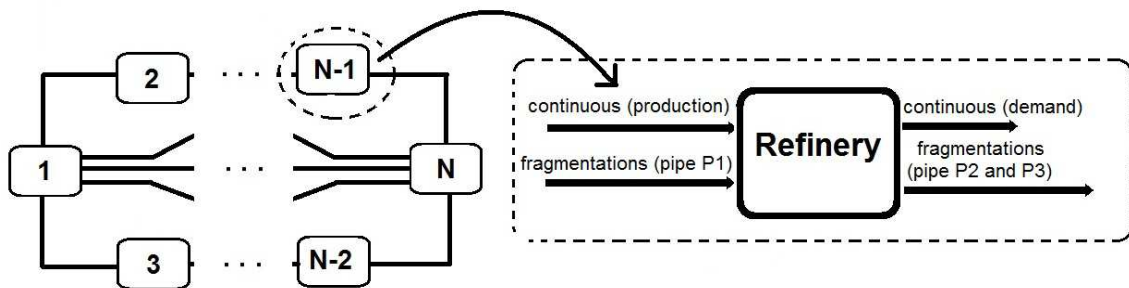 2
. . .
N-1
1
. . .
N
3
. . .
N-2
continuous (production)
fragmentations (pipe P1)
Refinery
continuous (demand)
fragmentations
(pipe P2 and P3)